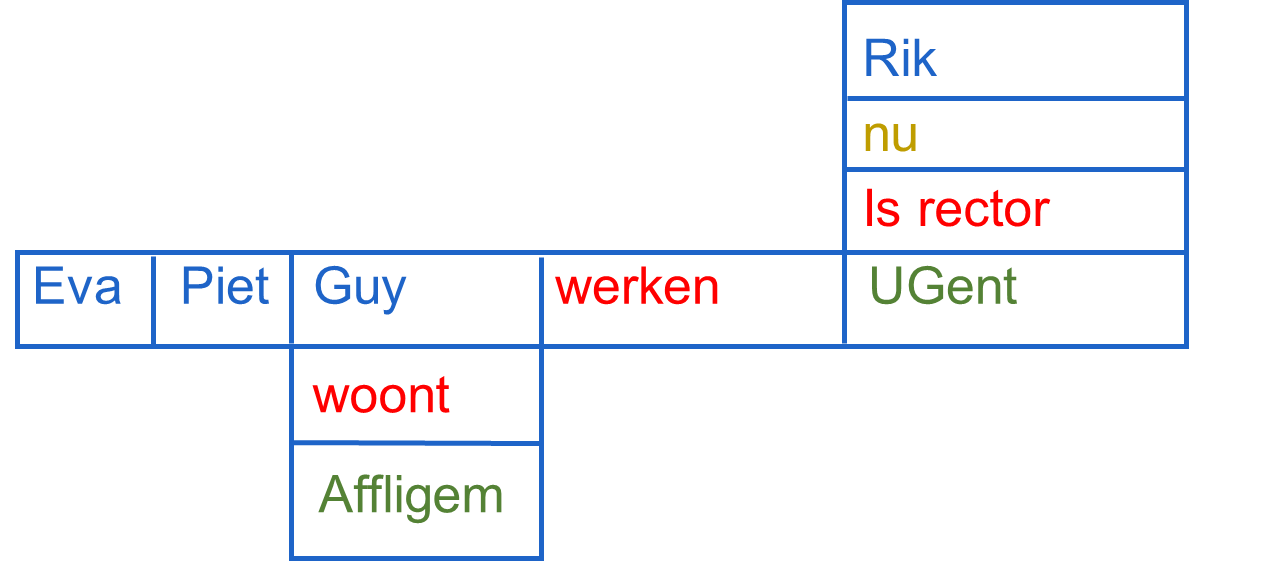 Rik
nu
Is rector
Eva Piet Guy werken UGent
woont
Affligem